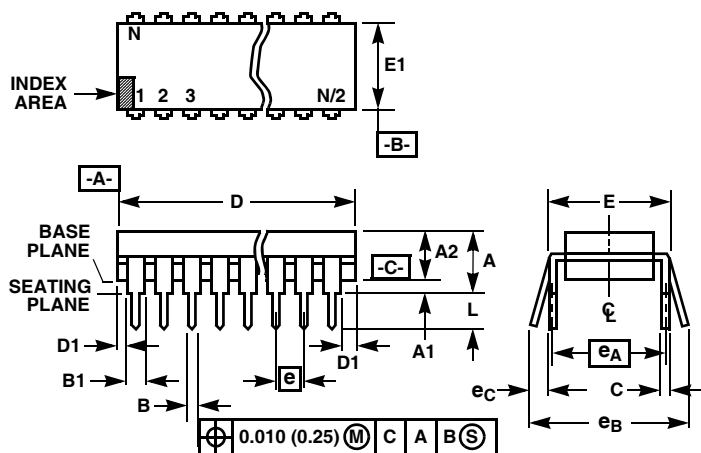 N
E1
INDEX
AREA
1 2 3 N/2
-B-
-A-
D
E
BASE
PLANE
A2
A
-C-
SEATING
PLANE
L
D1
A1
D1
B1
e
eA
B
eC
C
eB
℄
⌖ 0.010 (0.25) Ⓜ C A B Ⓢ